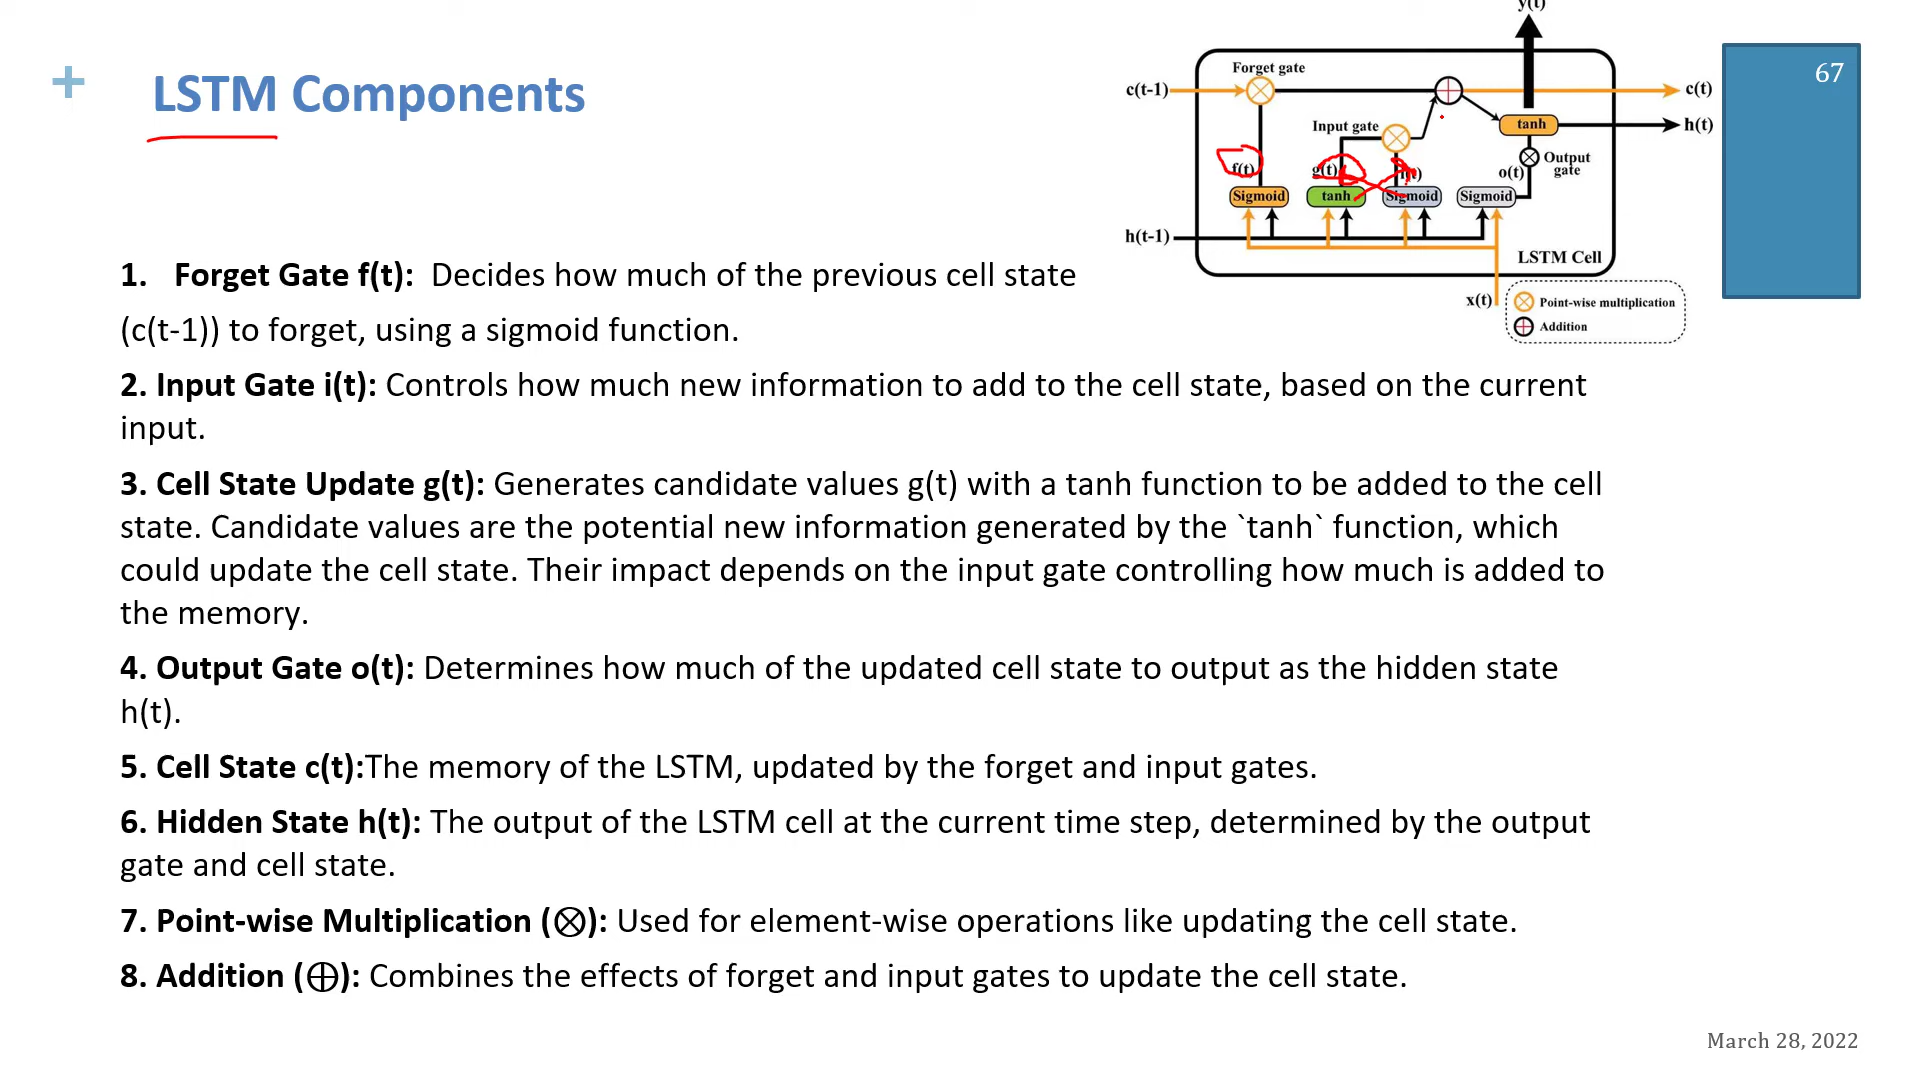 + LSTM Components
67
y(t)
Forget gate
c(t-1)
c(t)
h(t)
tanh
Input gate
Output
gate
f(t)
g(t)
o(t)
Sigmoid
tanh
Sigmoid
Sigmoid
h(t-1)
LSTM Cell
x(t)
⊗ Point-wise multiplication
⊕ Addition
1. Forget Gate f(t): Decides how much of the previous cell state
(c(t-1)) to forget, using a sigmoid function.
2. Input Gate i(t): Controls how much new information to add to the cell state, based on the current
input.
3. Cell State Update g(t): Generates candidate values g(t) with a tanh function to be added to the cell
state. Candidate values are the potential new information generated by the `tanh` function, which
could update the cell state. Their impact depends on the input gate controlling how much is added to
the memory.
4. Output Gate o(t): Determines how much of the updated cell state to output as the hidden state
h(t).
5. Cell State c(t):The memory of the LSTM, updated by the forget and input gates.
6. Hidden State h(t): The output of the LSTM cell at the current time step, determined by the output
gate and cell state.
7. Point-wise Multiplication (⊗): Used for element-wise operations like updating the cell state.
8. Addition (⊕): Combines the effects of forget and input gates to update the cell state.
March 28, 2022